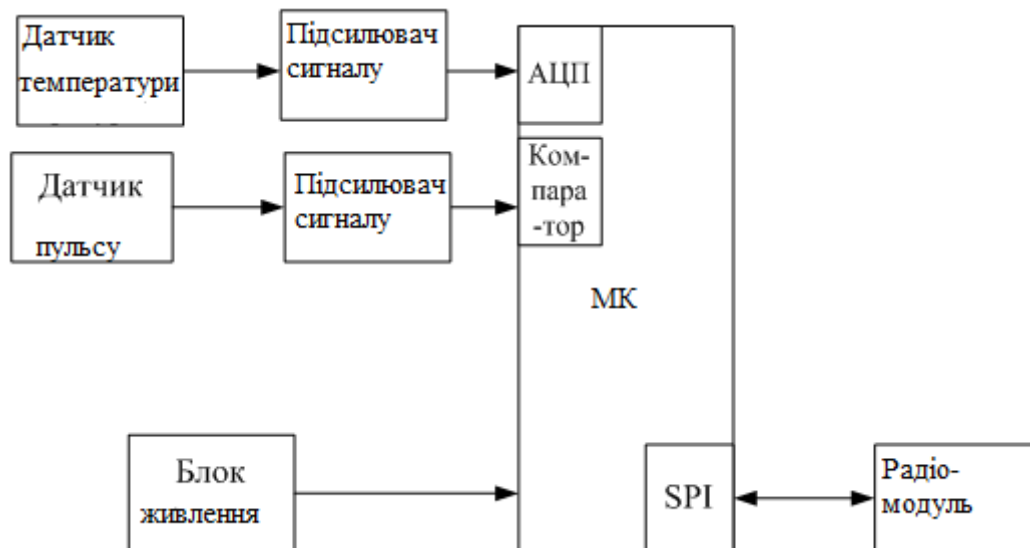 Датчик
температури
Підсилювач
сигналу
АЦП
Датчик
пульсу
Підсилювач
сигналу
Ком-
пара
-тор
МК
Блок
живлення
SPI
Радіо-
модуль